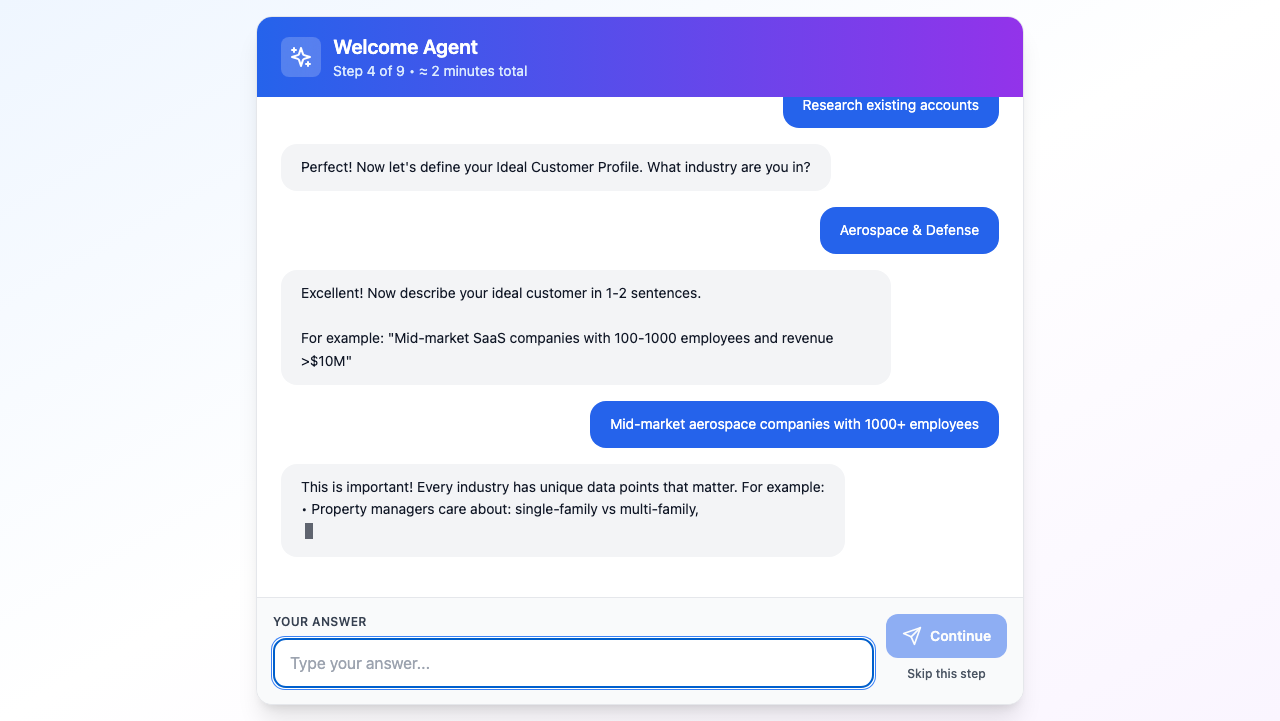 Welcome Agent
Step 4 of 9 • ≈ 2 minutes total
Research existing accounts
Perfect! Now let's define your Ideal Customer Profile. What industry are you in?
Aerospace & Defense
Excellent! Now describe your ideal customer in 1-2 sentences.
For example: "Mid-market SaaS companies with 100-1000 employees and revenue
>$10M"
Mid-market aerospace companies with 1000+ employees
This is important! Every industry has unique data points that matter. For example:
• Property managers care about: single-family vs multi-family,
YOUR ANSWER
Type your answer...
Continue
Skip this step